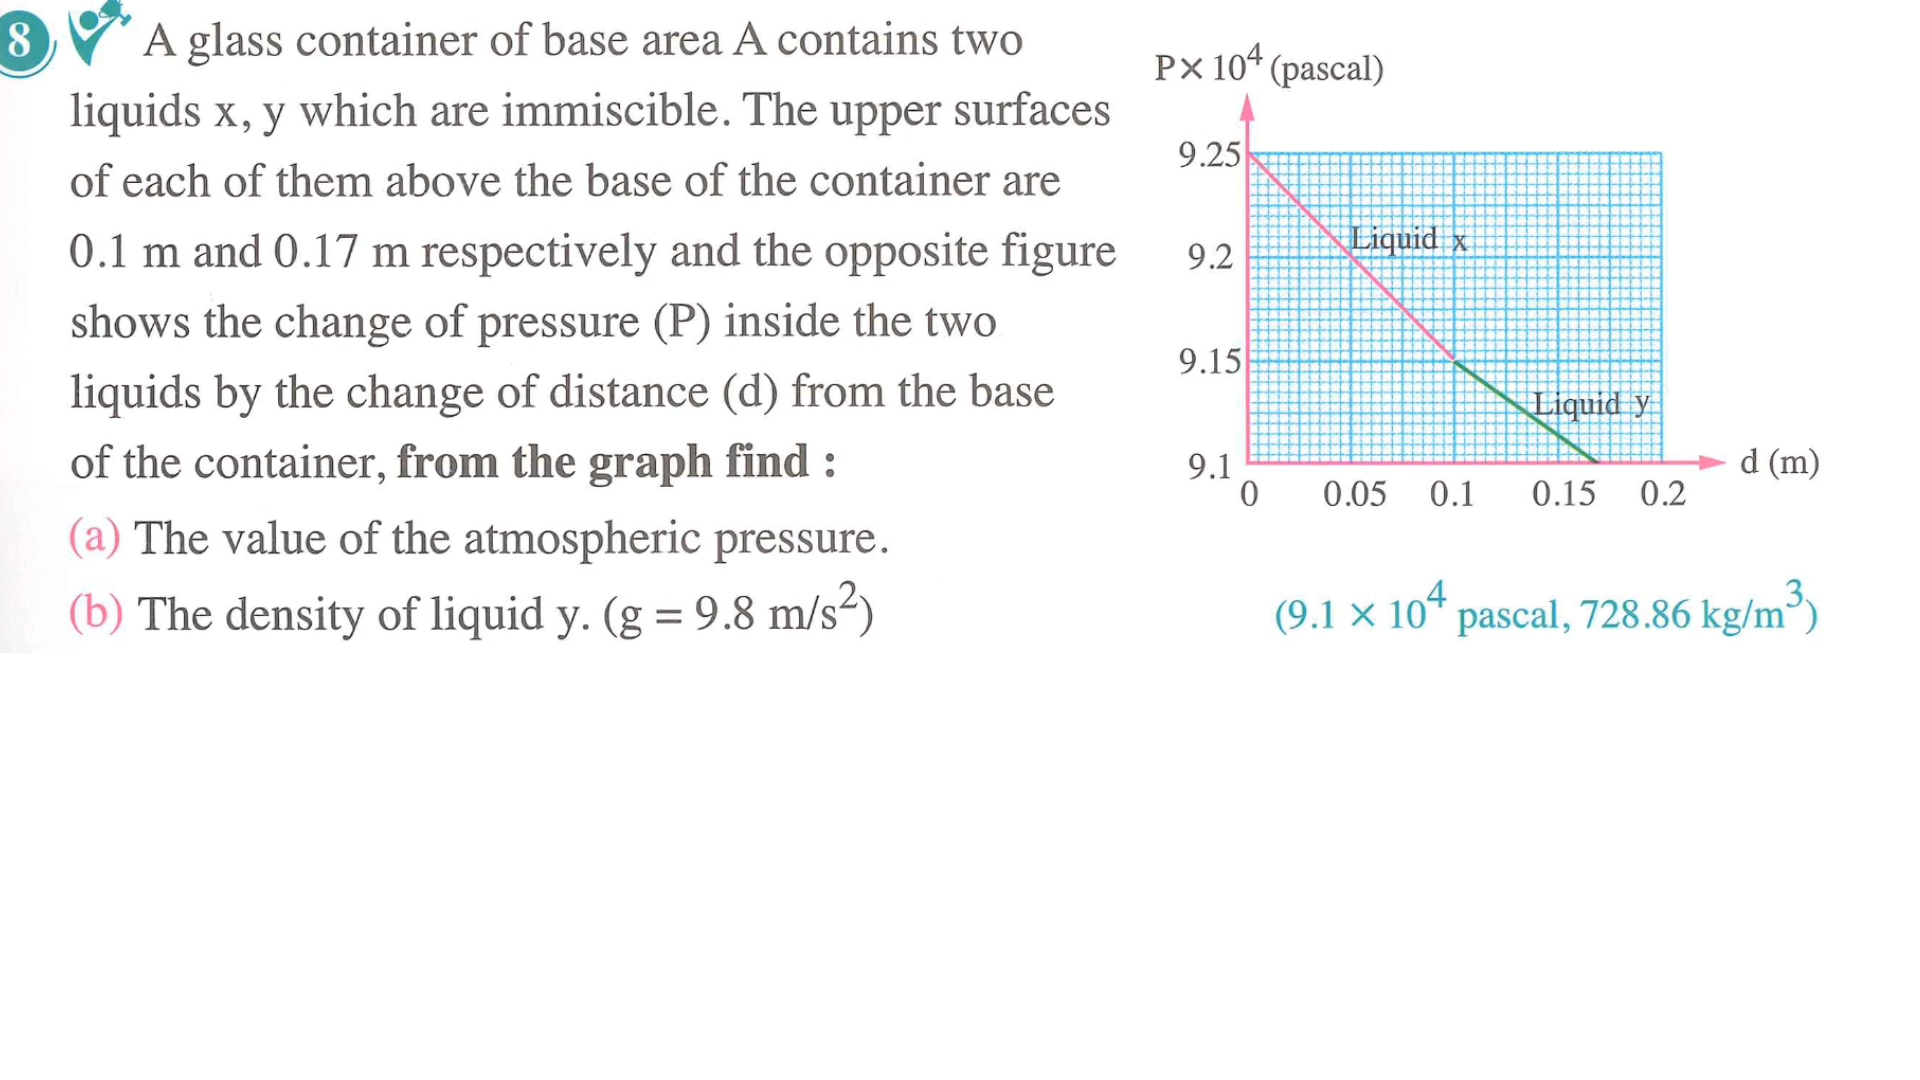 8 A glass container of base area A contains two
liquids x, y which are immiscible. The upper surfaces
of each of them above the base of the container are
0.1 m and 0.17 m respectively and the opposite figure
shows the change of pressure (P) inside the two
liquids by the change of distance (d) from the base
of the container, from the graph find :
(a) The value of the atmospheric pressure.
(b) The density of liquid y. (g = 9.8 m/s²)
P× 10⁴ (pascal)
9.25
Liquid x
9.2
9.15
Liquid y
9.1
d (m)
0 0.05 0.1 0.15 0.2
(9.1 × 10⁴ pascal, 728.86 kg/m³)